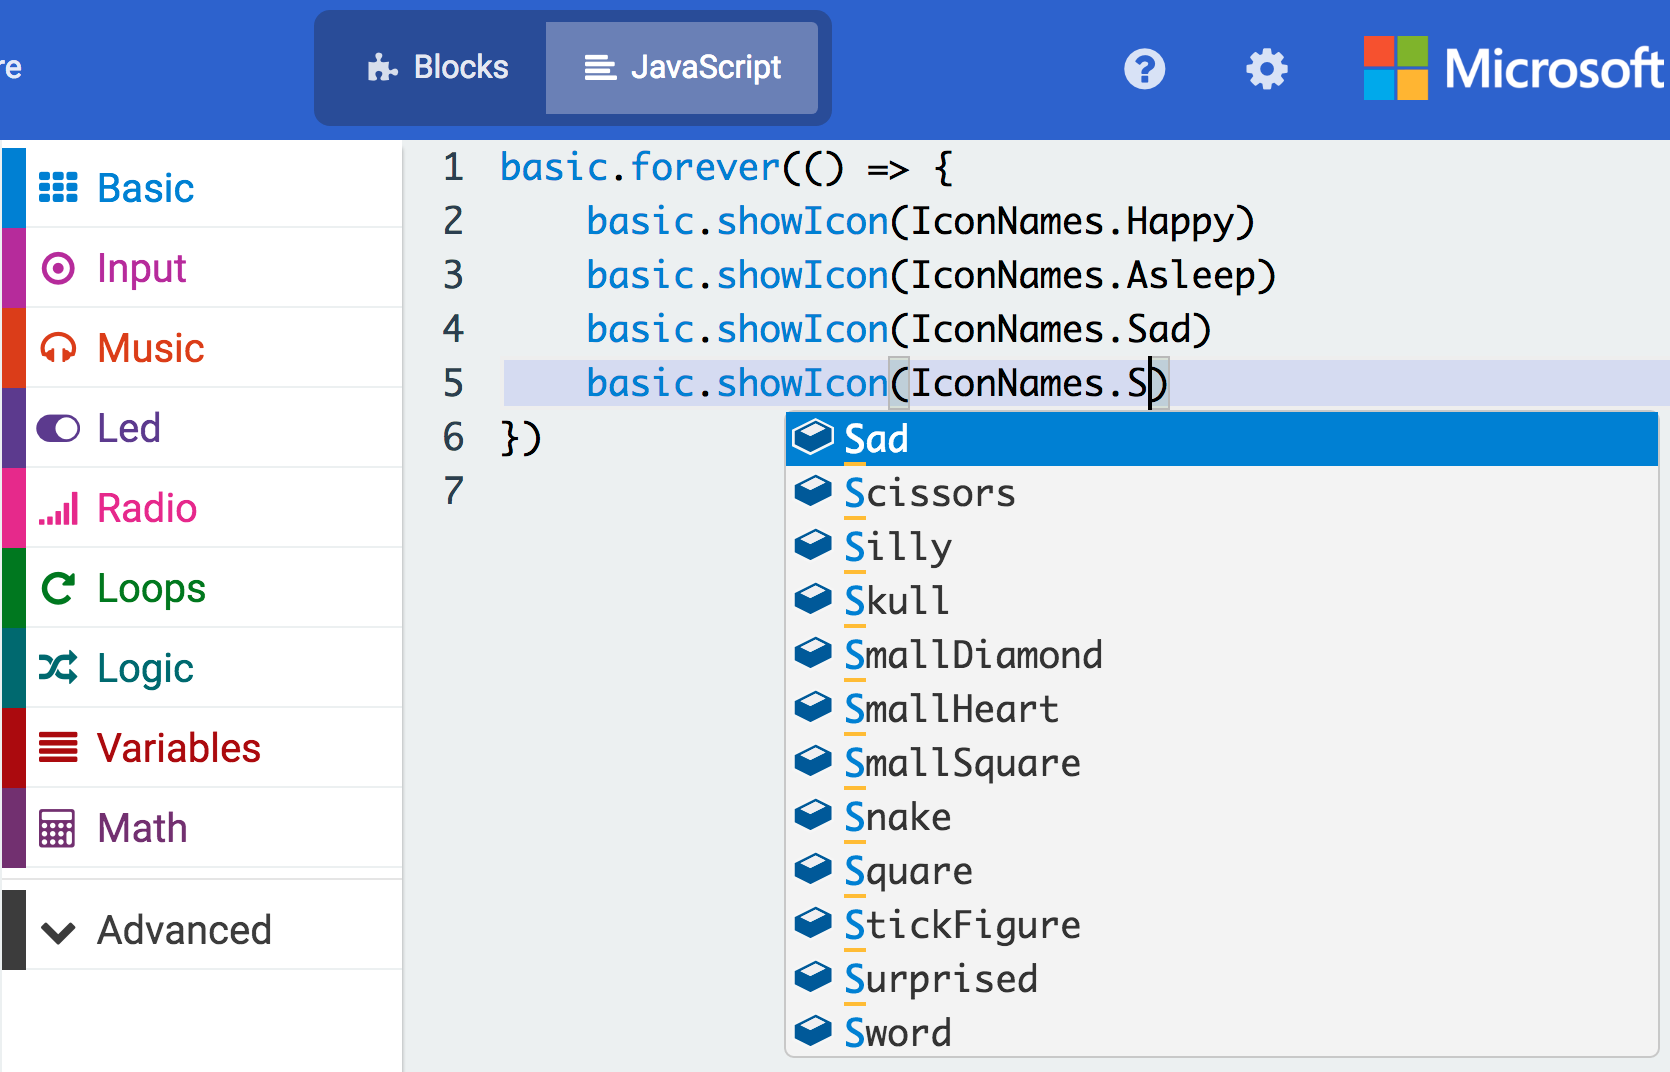 re
Blocks
JavaScript
Microsoft
Basic
Input
Music
Led
Radio
Loops
Logic
Variables
Math
Advanced
1 basic.forever(() => {
2 basic.showIcon(IconNames.Happy)
3 basic.showIcon(IconNames.Asleep)
4 basic.showIcon(IconNames.Sad)
5 basic.showIcon(IconNames.S)
6 })
7
Sad
Scissors
Silly
Skull
SmallDiamond
SmallHeart
SmallSquare
Snake
Square
StickFigure
Surprised
Sword